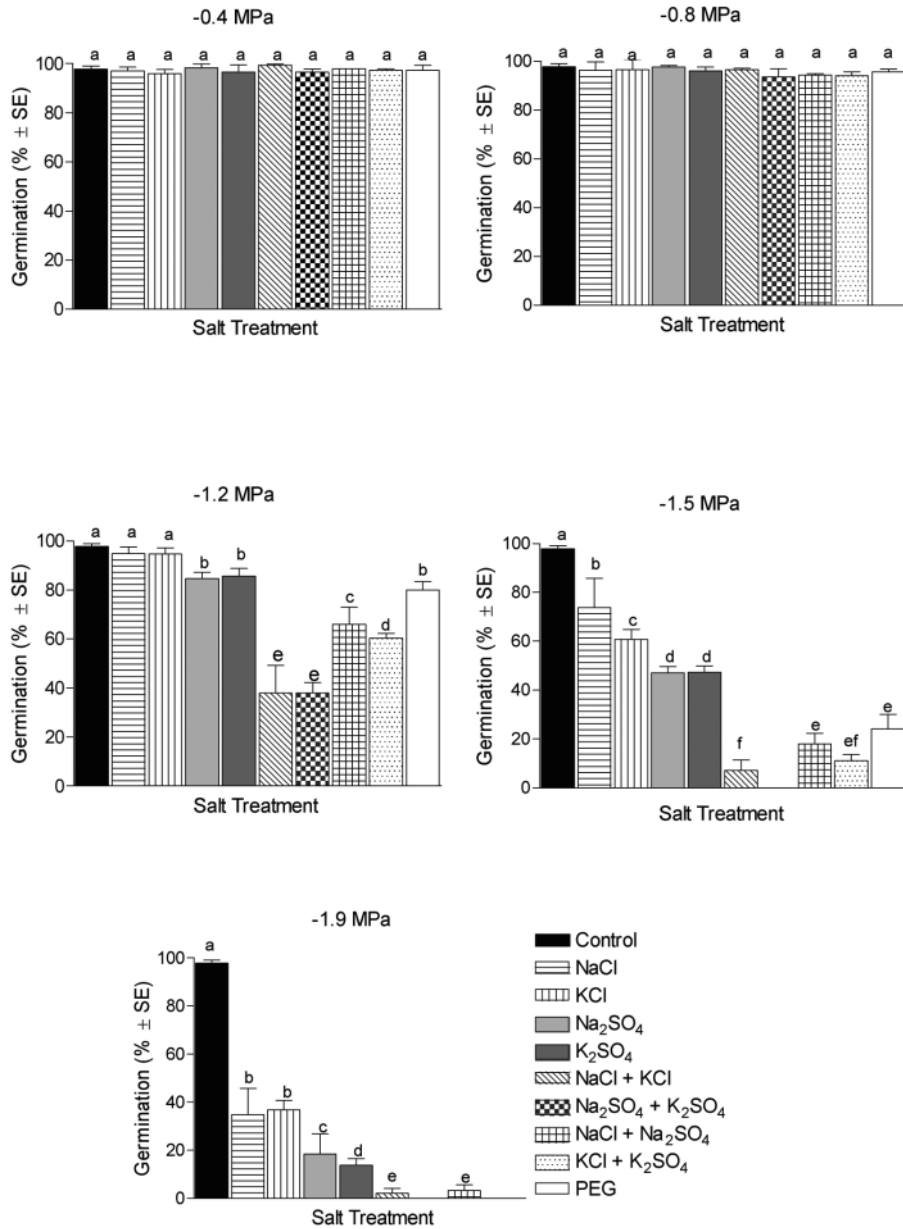 -0.4 MPa
a a a a a a a a a a
Germination (% ± SE)
100
80
60
40
20
0
Salt Treatment
-0.8 MPa
a a a a a a a a a a
Germination (% ± SE)
100
80
60
40
20
0
Salt Treatment
-1.2 MPa
a a a b b e e c d b
Germination (% ± SE)
100
80
60
40
20
0
Salt Treatment
-1.5 MPa
a b c d d f e ef e
Germination (% ± SE)
100
80
60
40
20
0
Salt Treatment
-1.9 MPa
a b b c d e e
Germination (% ± SE)
100
80
60
40
20
0
Salt Treatment
Control
NaCl
KCl
Na₂SO₄
K₂SO₄
NaCl + KCl
Na₂SO₄ + K₂SO₄
NaCl + Na₂SO₄
KCl + K₂SO₄
PEG